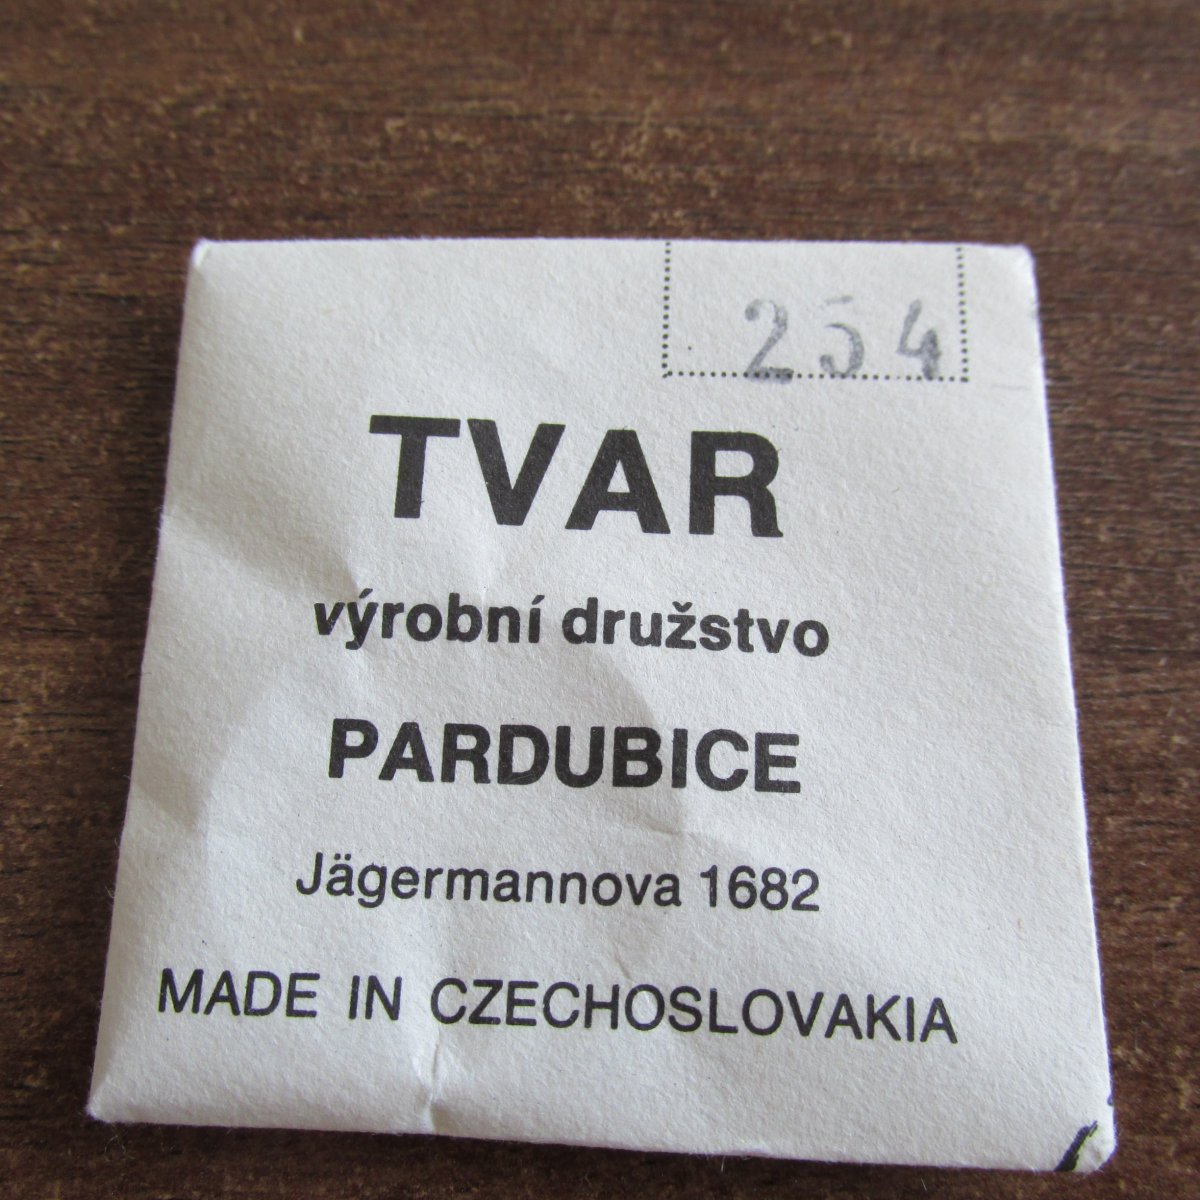 254
TVAR
výrobní družstvo
PARDUBICE
Jägermannova 1682
MADE IN CZECHOSLOVAKIA